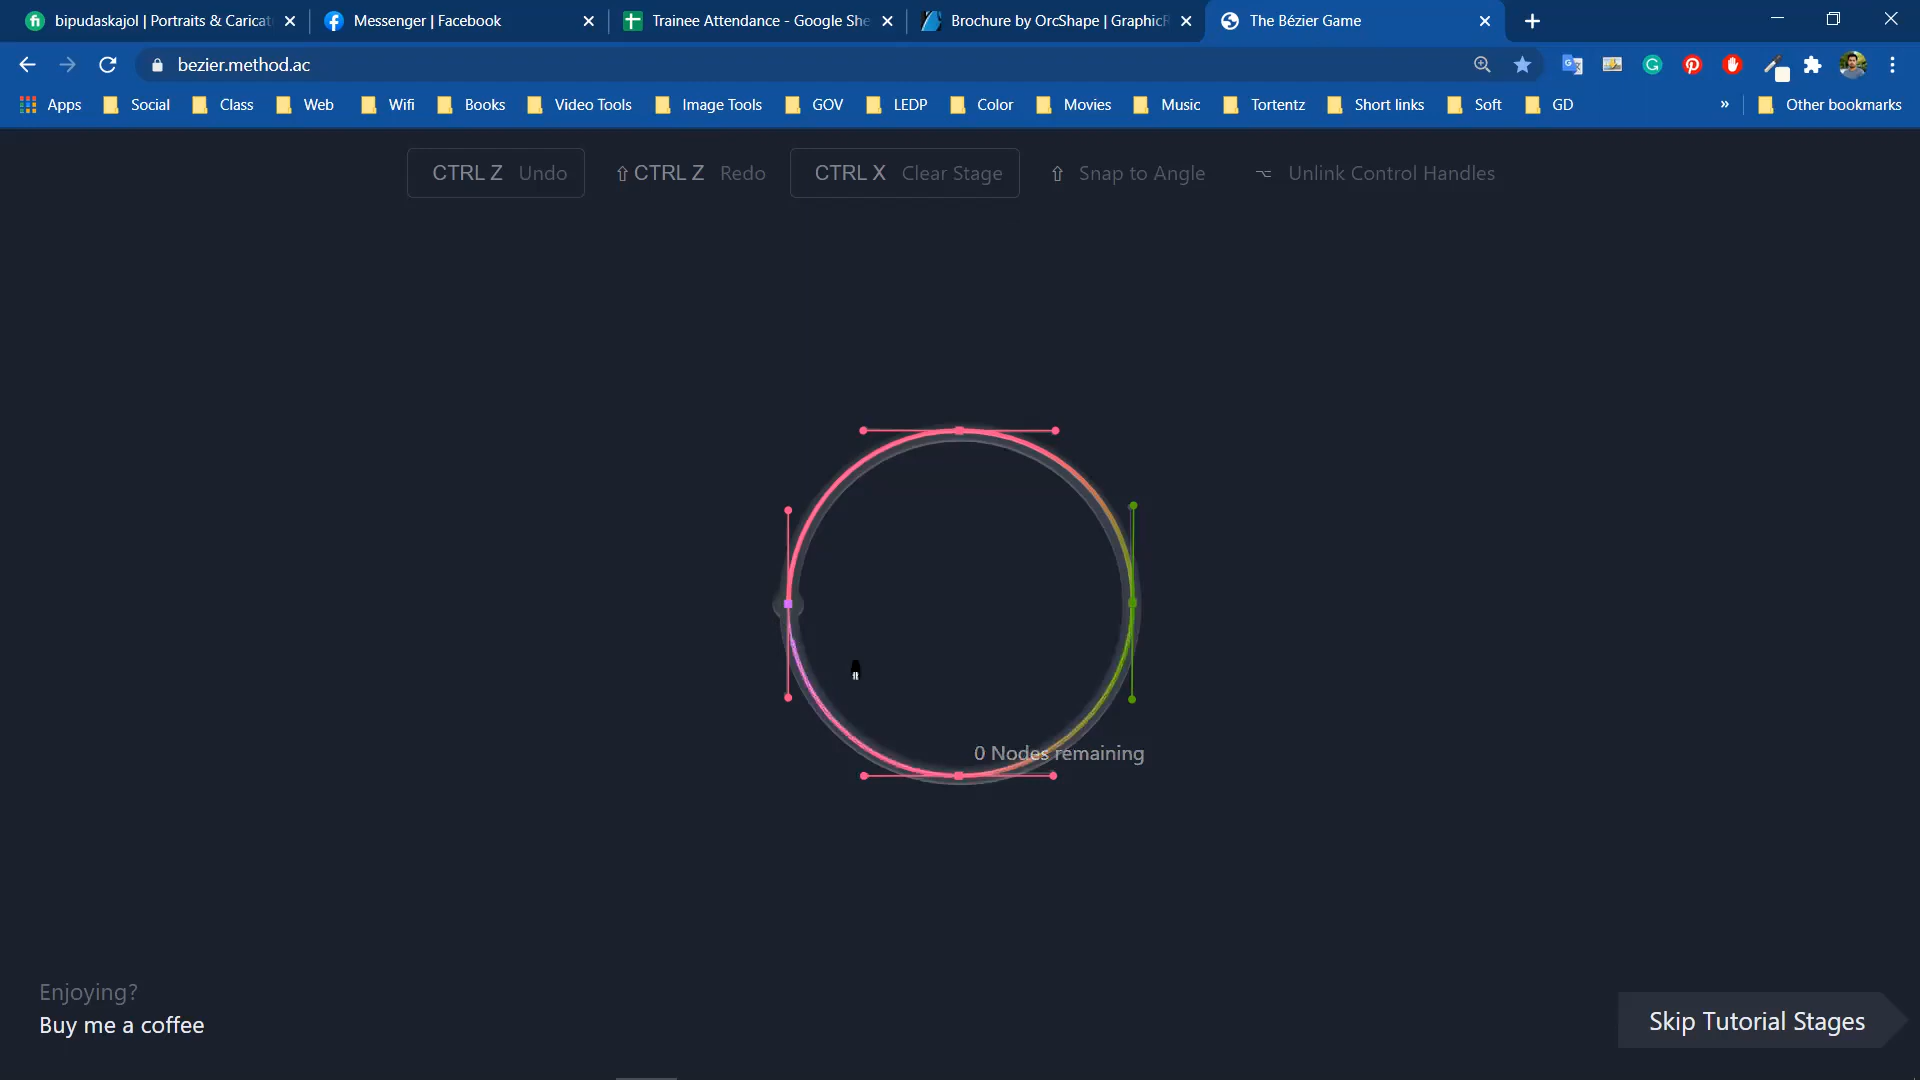 bipudaskajol | Portraits & Caricat
Messenger | Facebook
Trainee Attendance - Google She
Brochure by OrcShape | GraphicR
The Bézier Game
bezier.method.ac
Apps
Social
Class
Web
Wifi
Books
Video Tools
Image Tools
GOV
LEDP
Color
Movies
Music
Tortentz
Short links
Soft
GD
»
Other bookmarks
CTRL Z Undo
⇧CTRL Z Redo
CTRL X Clear Stage
⇧ Snap to Angle
⌥ Unlink Control Handles
0 Nodes remaining
Enjoying?
Buy me a coffee
Skip Tutorial Stages